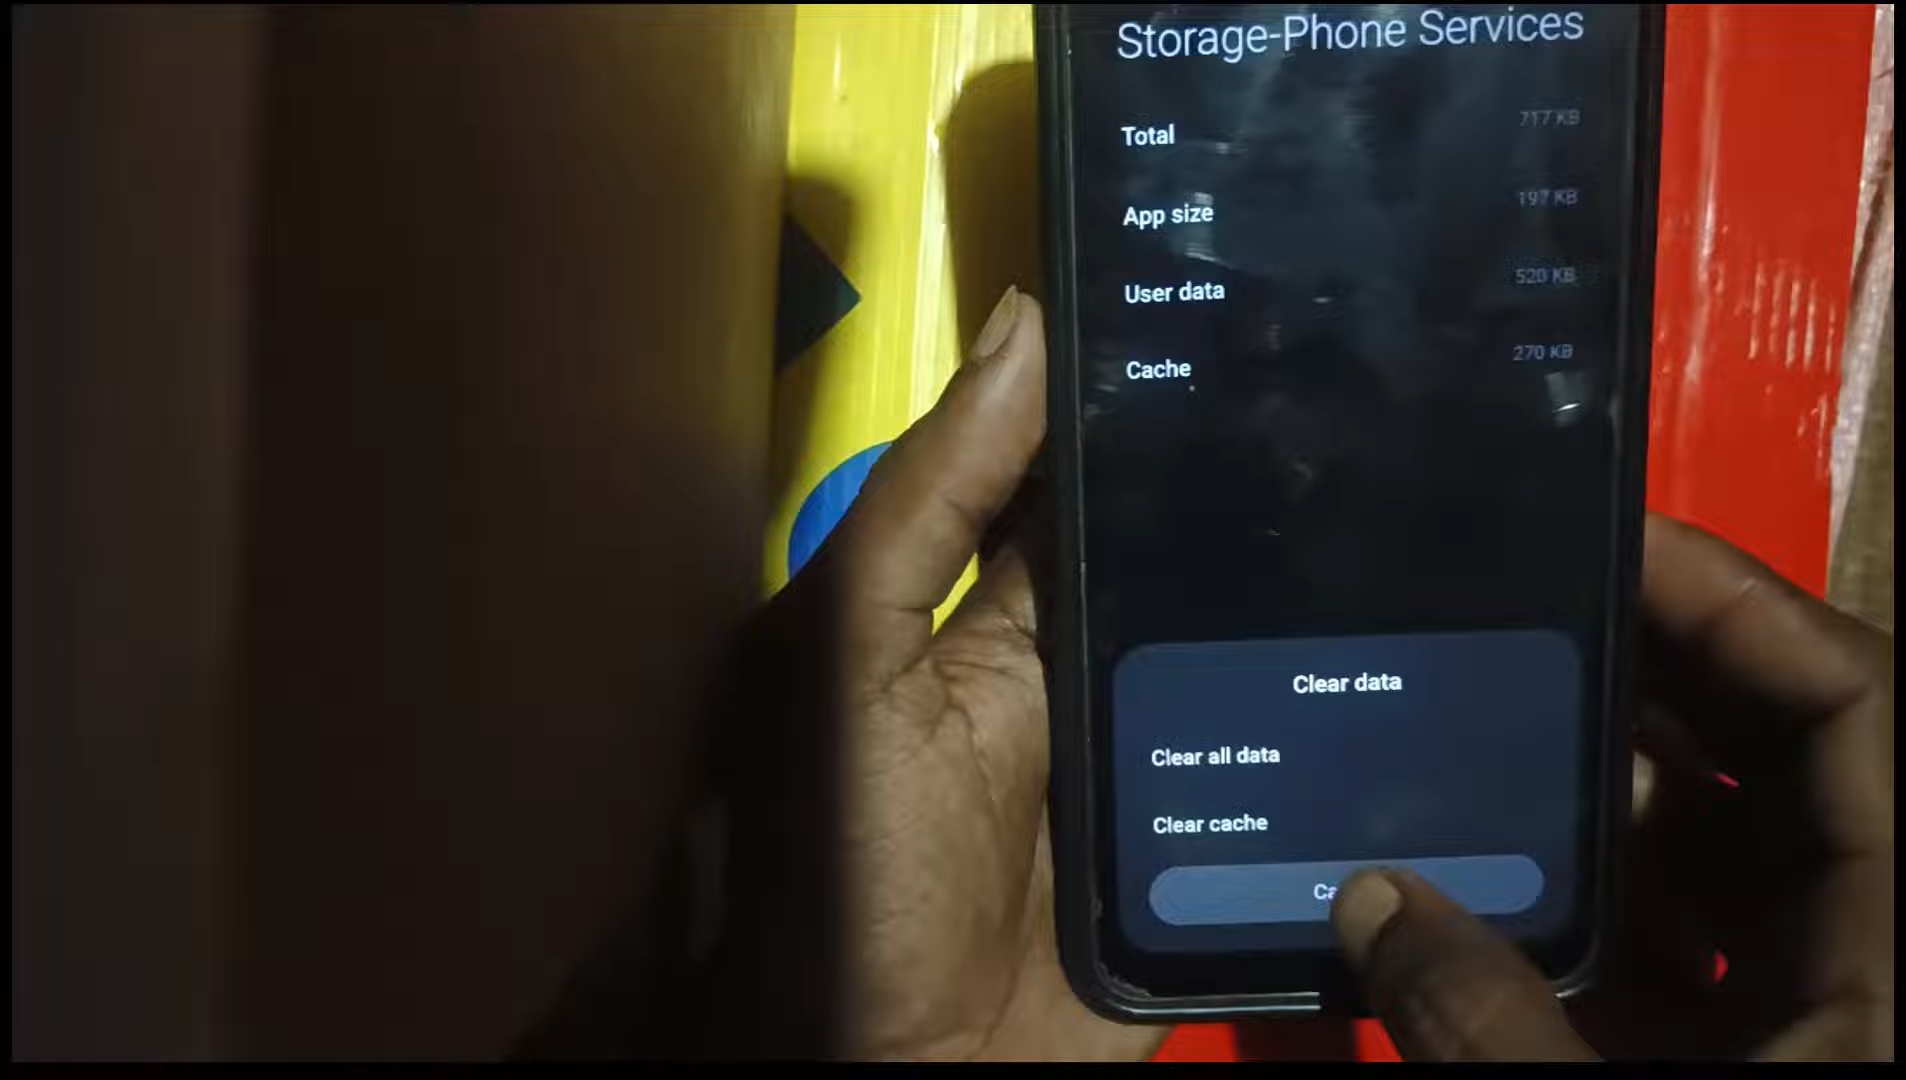 Storage-Phone Services
Total 717 KB
App size 197 KB
User data 520 KB
Cache 270 KB
Clear data
Clear all data
Clear cache